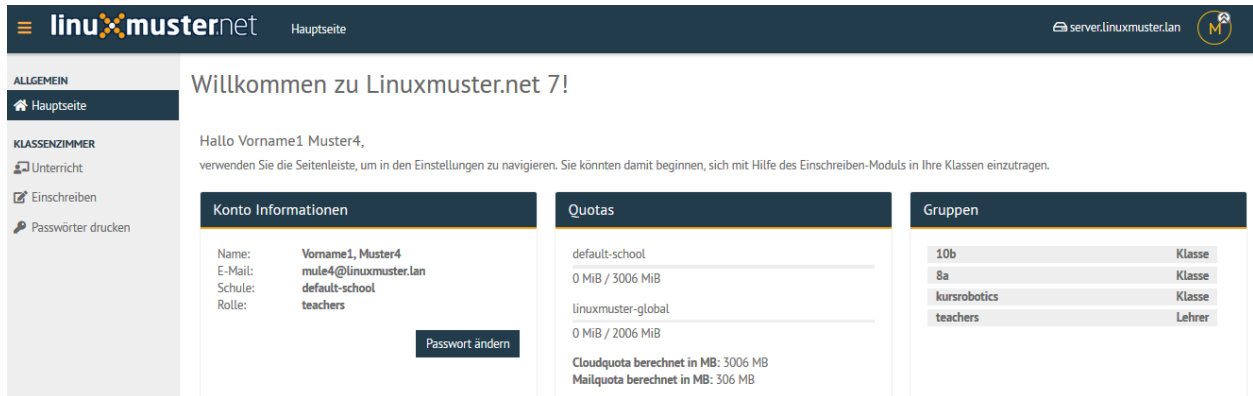 linuxmuster.net Hauptseite server.linuxmuster.lan M
ALLGEMEIN
Hauptseite
KLASSENZIMMER
Unterricht
Einschreiben
Passwörter drucken
Willkommen zu Linuxmuster.net 7!
Hallo Vorname1 Muster4,
verwenden Sie die Seitenleiste, um in den Einstellungen zu navigieren. Sie könnten damit beginnen, sich mit Hilfe des Einschreiben-Moduls in Ihre Klassen einzutragen.
Konto Informationen
Name: Vorname1, Muster4
E-Mail: mule4@linuxmuster.lan
Schule: default-school
Rolle: teachers
Passwort ändern
Quotas
default-school
0 MiB / 3006 MiB
linuxmuster-global
0 MiB / 2006 MiB
Cloudquota berechnet in MB: 3006 MB
Mailquota berechnet in MB: 306 MB
Gruppen
10b Klasse
8a Klasse
kursrobotics Klasse
teachers Lehrer